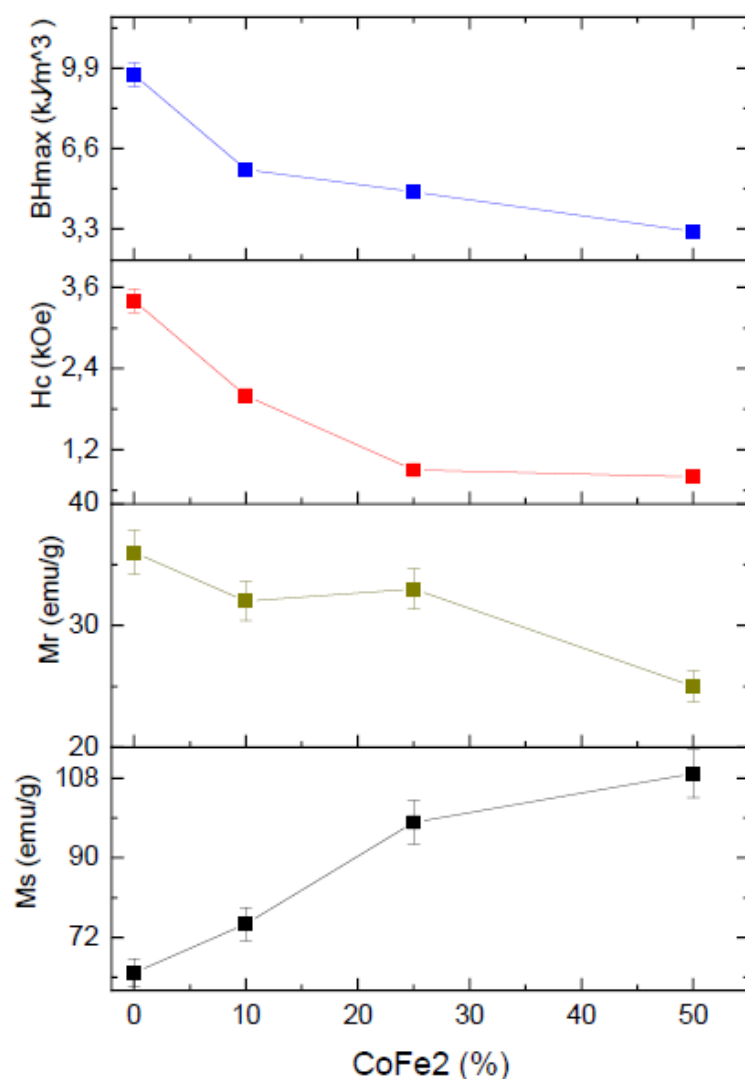 BHmax (kJ/m^3)
9,9
6,6
3,3
Hc (kOe)
3,6
2,4
1,2
Mr (emu/g)
40
30
20
Ms (emu/g)
108
90
72
0 10 20 30 40 50
CoFe2 (%)